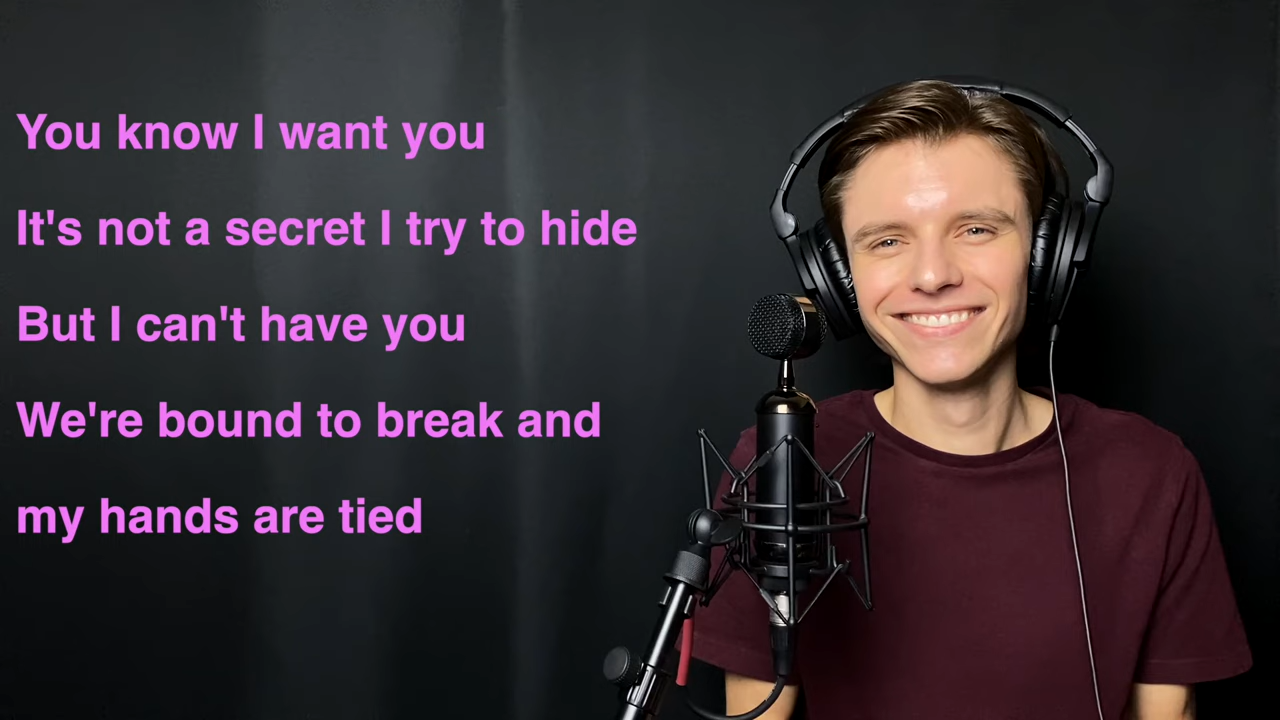 You know I want you
It's not a secret I try to hide
But I can't have you
We're bound to break and
my hands are tied